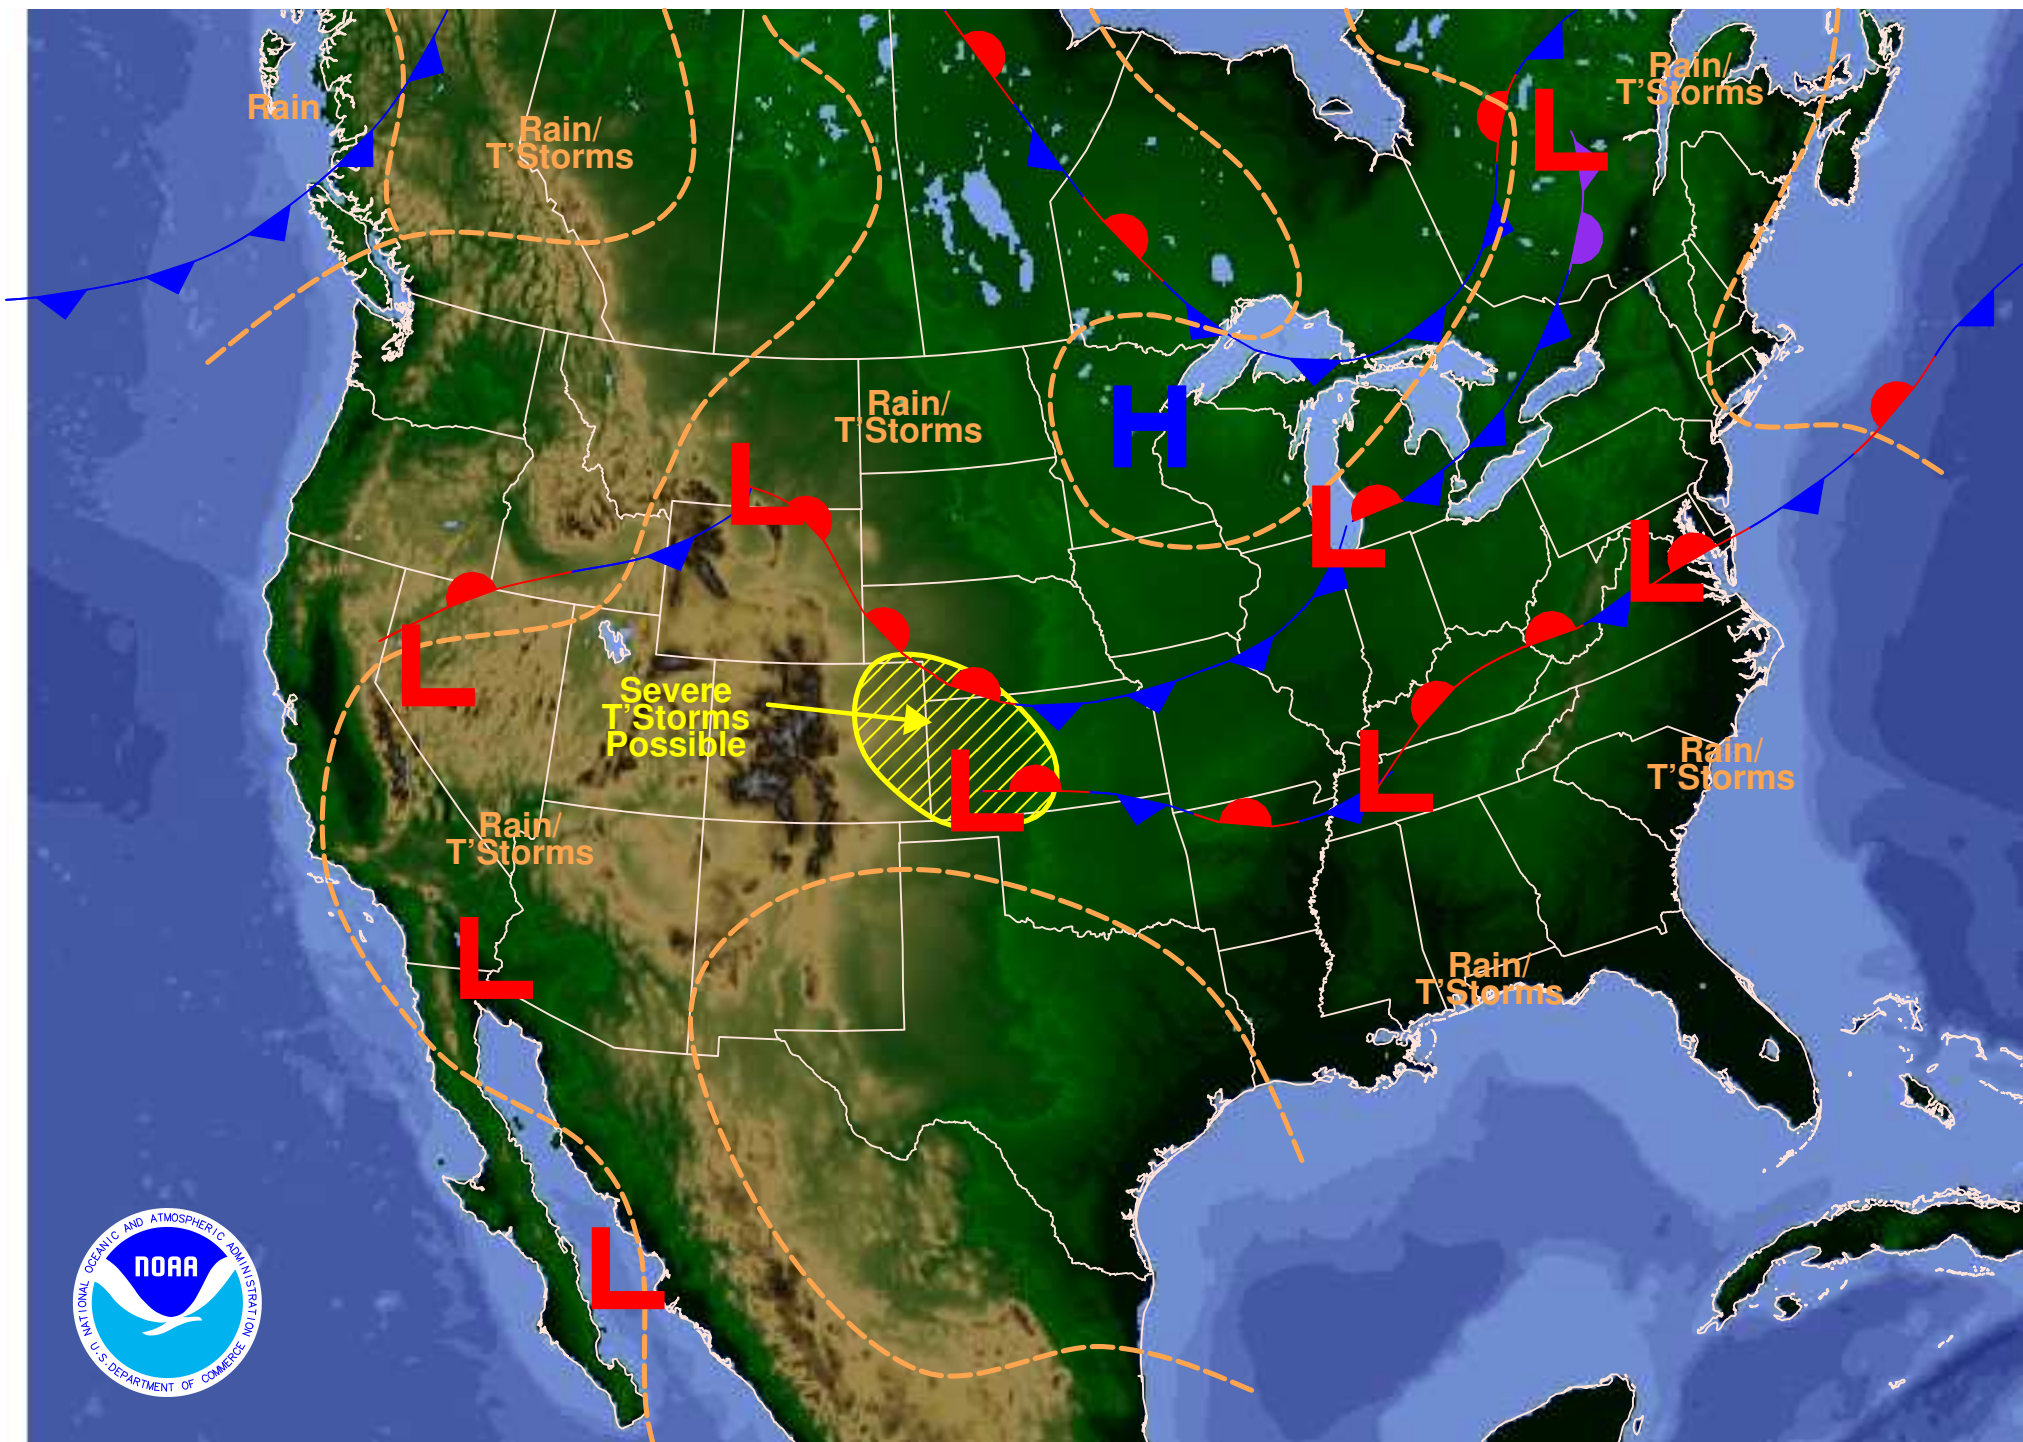 Rain/
T'Storms
Rain
Rain/
T'Storms
Rain/
T'Storms
H
L
L
L
L
L
Severe
T'Storms
Possible
L
L
Rain/
T'Storms
Rain/
T'Storms
L
Rain/
T'Storms
L
NATIONAL OCEANIC AND ATMOSPHERIC ADMINISTRATION
NOAA
U.S. DEPARTMENT OF COMMERCE